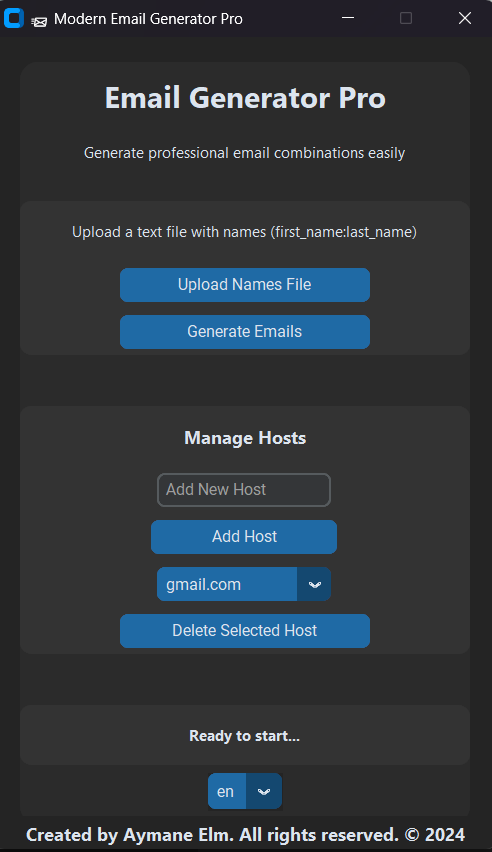 Modern Email Generator Pro
Email Generator Pro
Generate professional email combinations easily
Upload a text file with names (first_name:last_name)
Upload Names File
Generate Emails
Manage Hosts
Add New Host
Add Host
gmail.com
Delete Selected Host
Ready to start...
en
Created by Aymane Elm. All rights reserved. © 2024